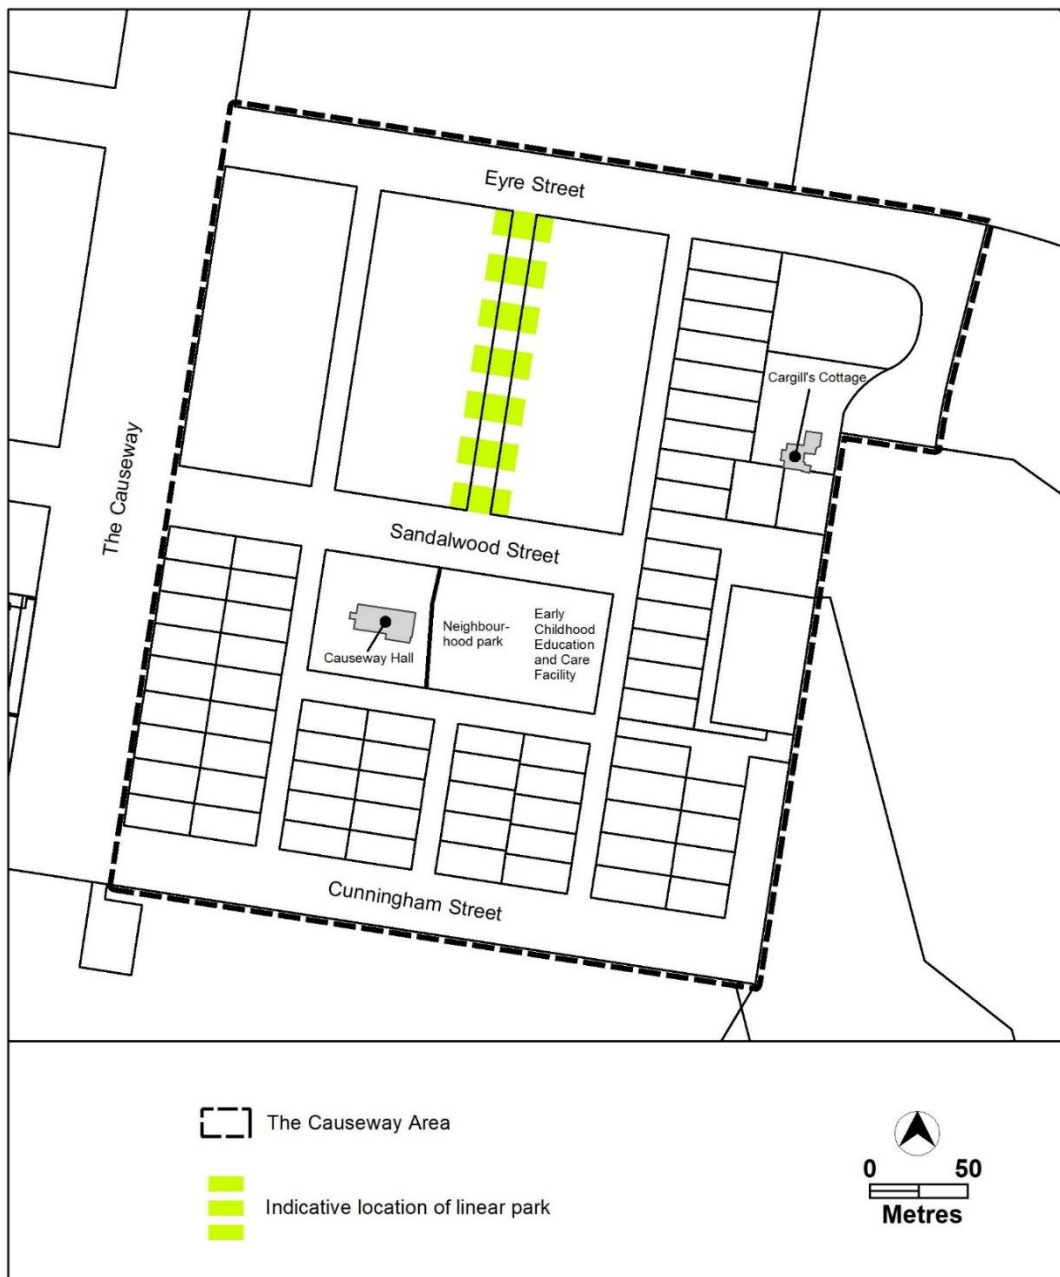 Eyre Street
Cargill's Cottage
The Causeway
Sandalwood Street
Causeway Hall
Neighbour-
hood park
Early
Childhood
Education
and Care
Facility
Cunningham Street
The Causeway Area
Indicative location of linear park
0 50
Metres